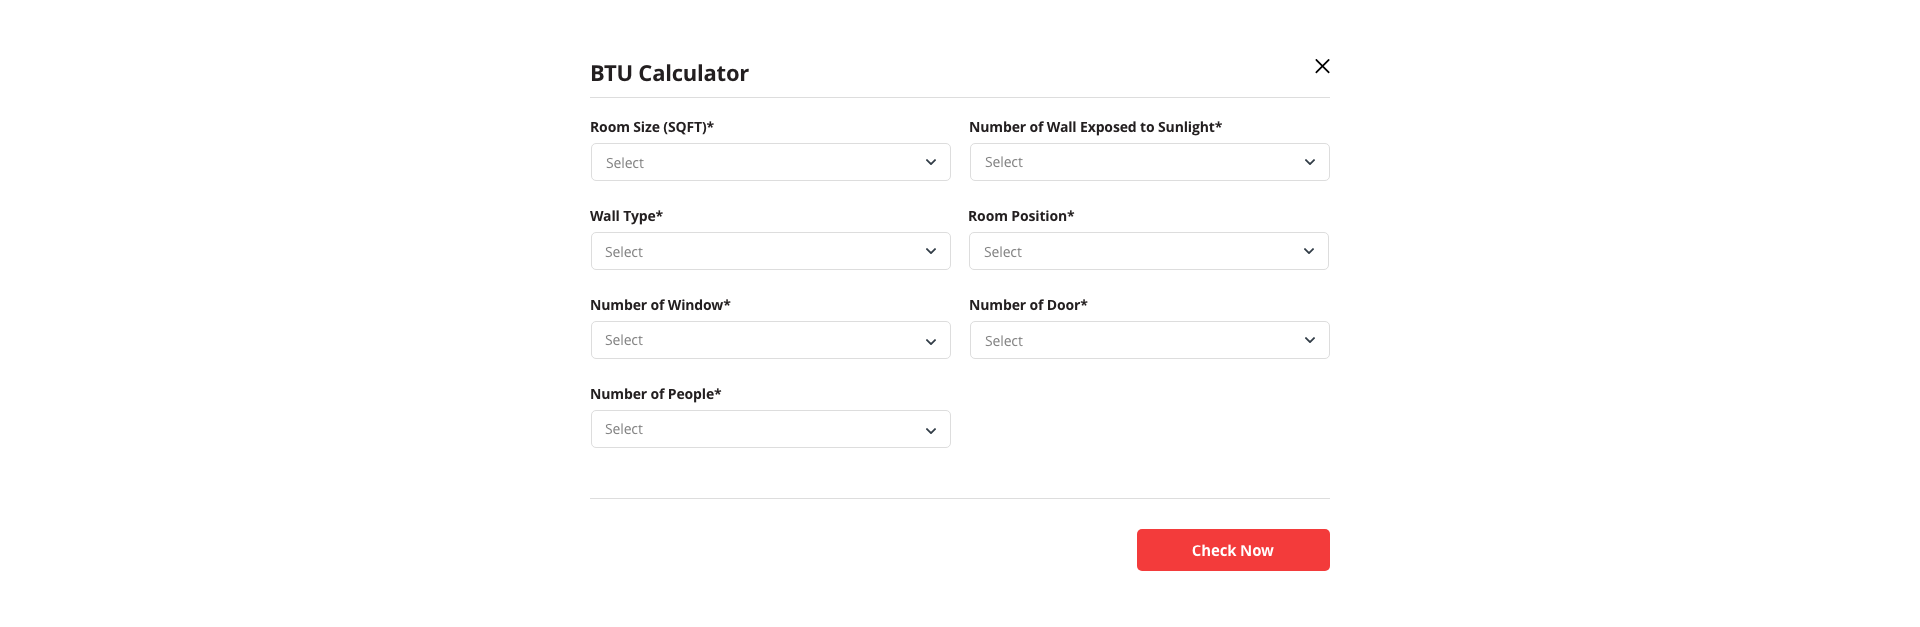 BTU Calculator
Room Size (SQFT)*
Number of Wall Exposed to Sunlight*
Select
Select
Wall Type*
Room Position*
Select
Select
Number of Window*
Number of Door*
Select
Select
Number of People*
Select
Check Now